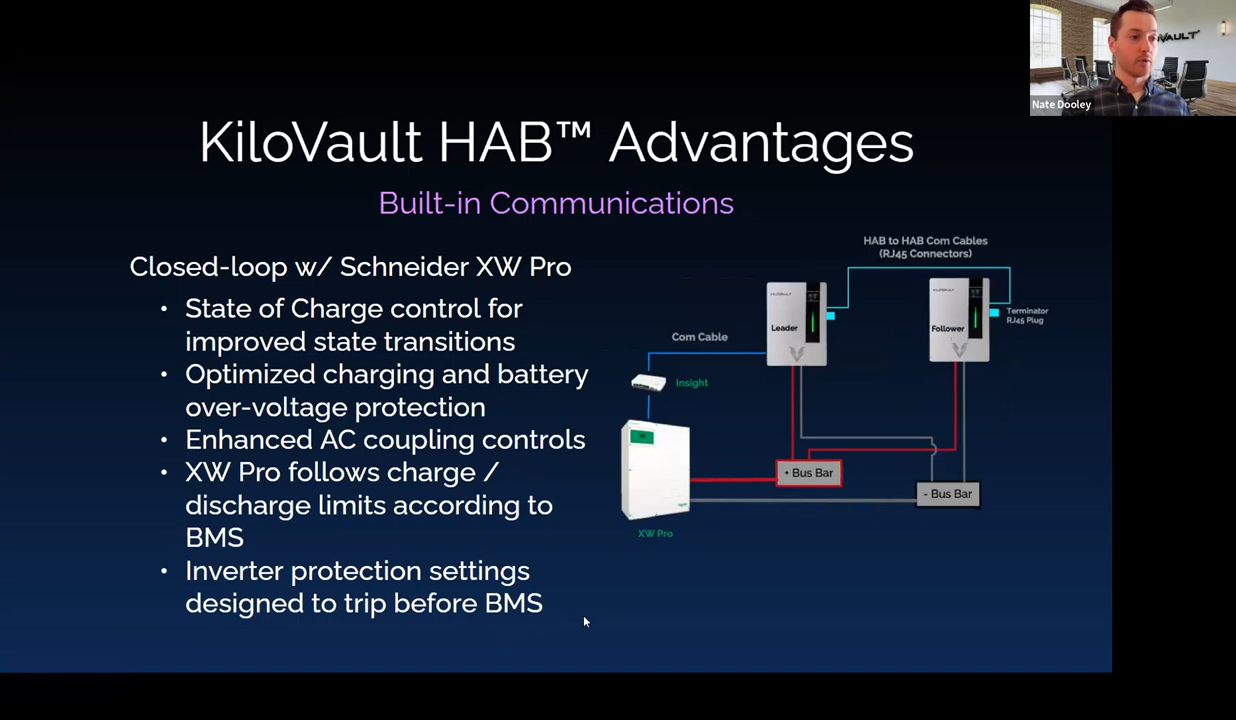 VAULT
Nate Dooley
KiloVault HAB™ Advantages
Built-in Communications
Closed-loop w/ Schneider XW Pro
• State of Charge control for
improved state transitions
• Optimized charging and battery
over-voltage protection
• Enhanced AC coupling controls
• XW Pro follows charge /
discharge limits according to
BMS
• Inverter protection settings
designed to trip before BMS
HAB to HAB Com Cables
(RJ45 Connectors)
Leader
Follower
Terminator
RJ45 Plug
Com Cable
Insight
+ Bus Bar
- Bus Bar
XW Pro